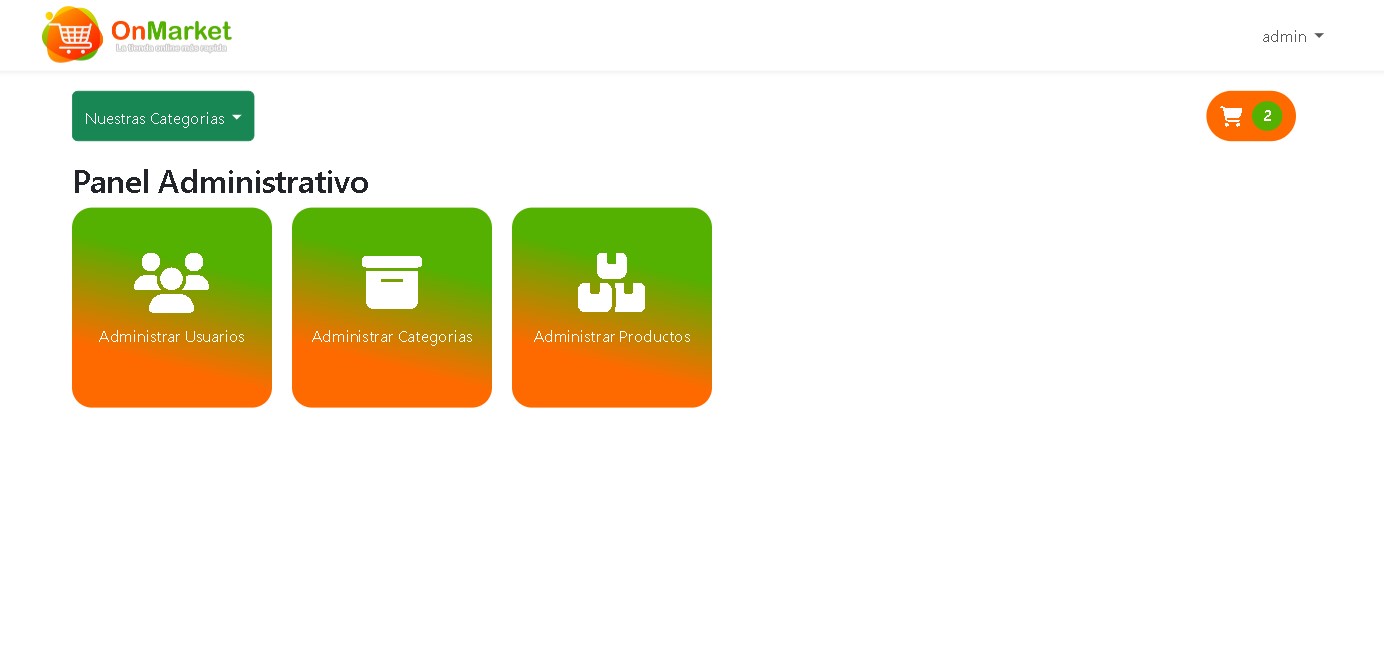 OnMarket
La tienda online más rapida
admin
Nuestras Categorias
2
Panel Administrativo
Administrar Usuarios
Administrar Categorias
Administrar Productos